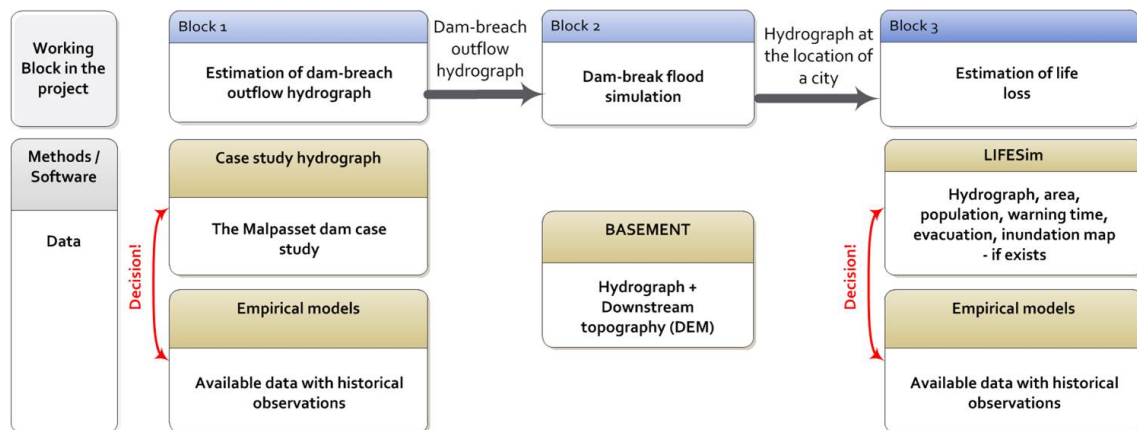 Working
Block in the
project
Block 1
Estimation of dam-breach
outflow hydrograph
Dam-breach
outflow
hydrograph
Block 2
Dam-break flood
simulation
Hydrograph at
the location of
a city
Block 3
Estimation of life
loss
Methods /
Software
Data
Decision!
Case study hydrograph
The Malpasset dam case
study
Empirical models
Available data with historical
observations
BASEMENT
Hydrograph +
Downstream
topography (DEM)
Decision!
LIFESim
Hydrograph, area,
population, warning time,
evacuation, inundation map
- if exists
Empirical models
Available data with historical
observations